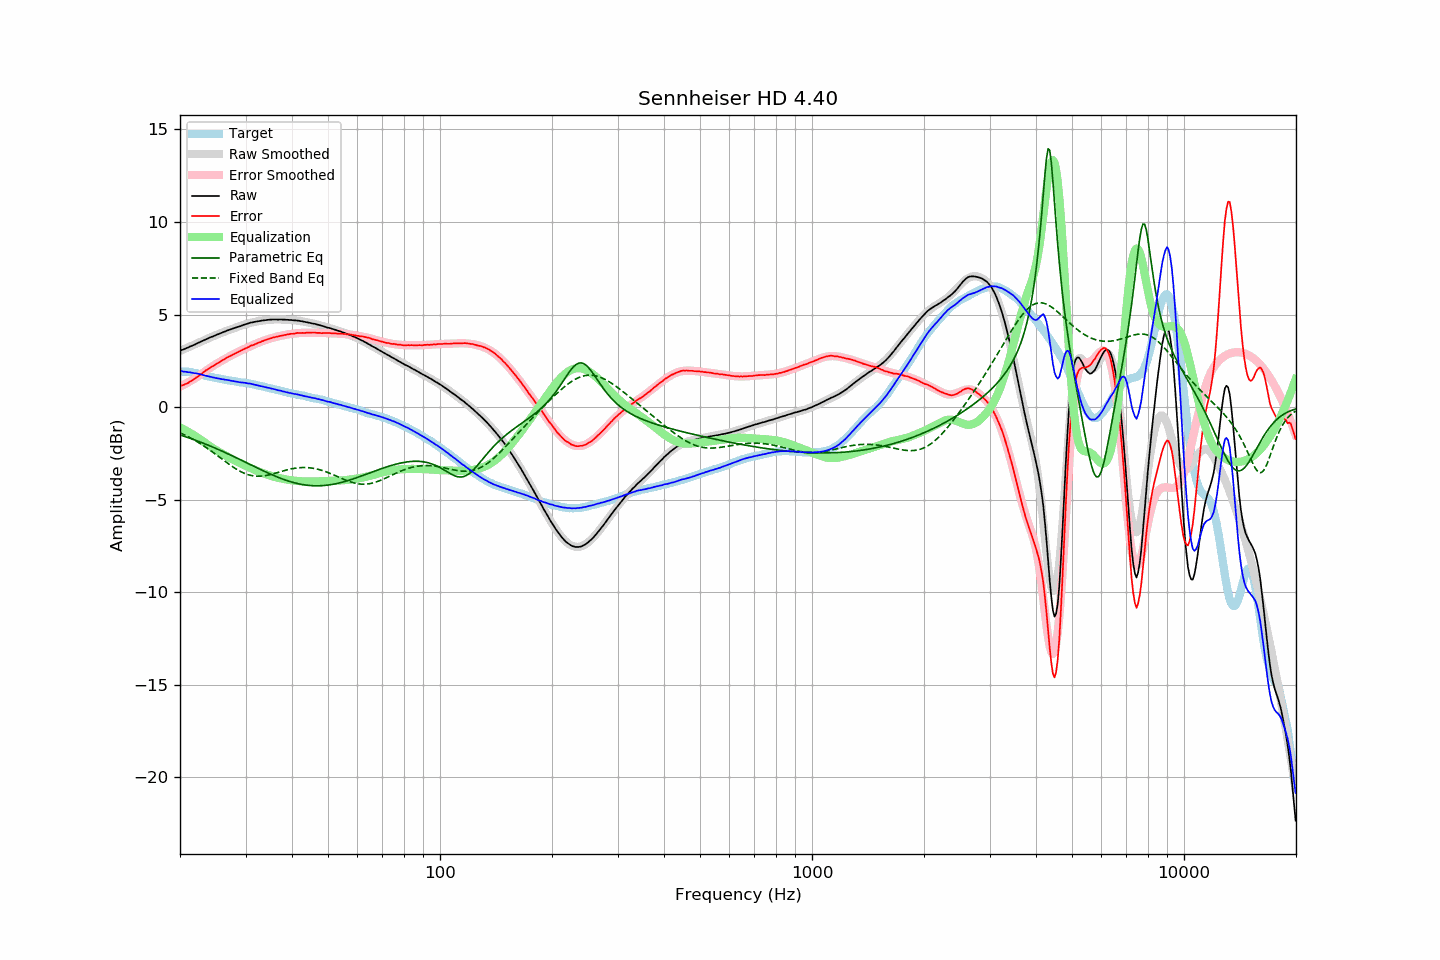 Sennheiser HD 4.40
15
10
5
0
−5
−10
−15
−20
Amplitude (dBr)
Target
Raw Smoothed
Error Smoothed
Raw
Error
Equalization
Parametric Eq
Fixed Band Eq
Equalized
100
1000
10000
Frequency (Hz)